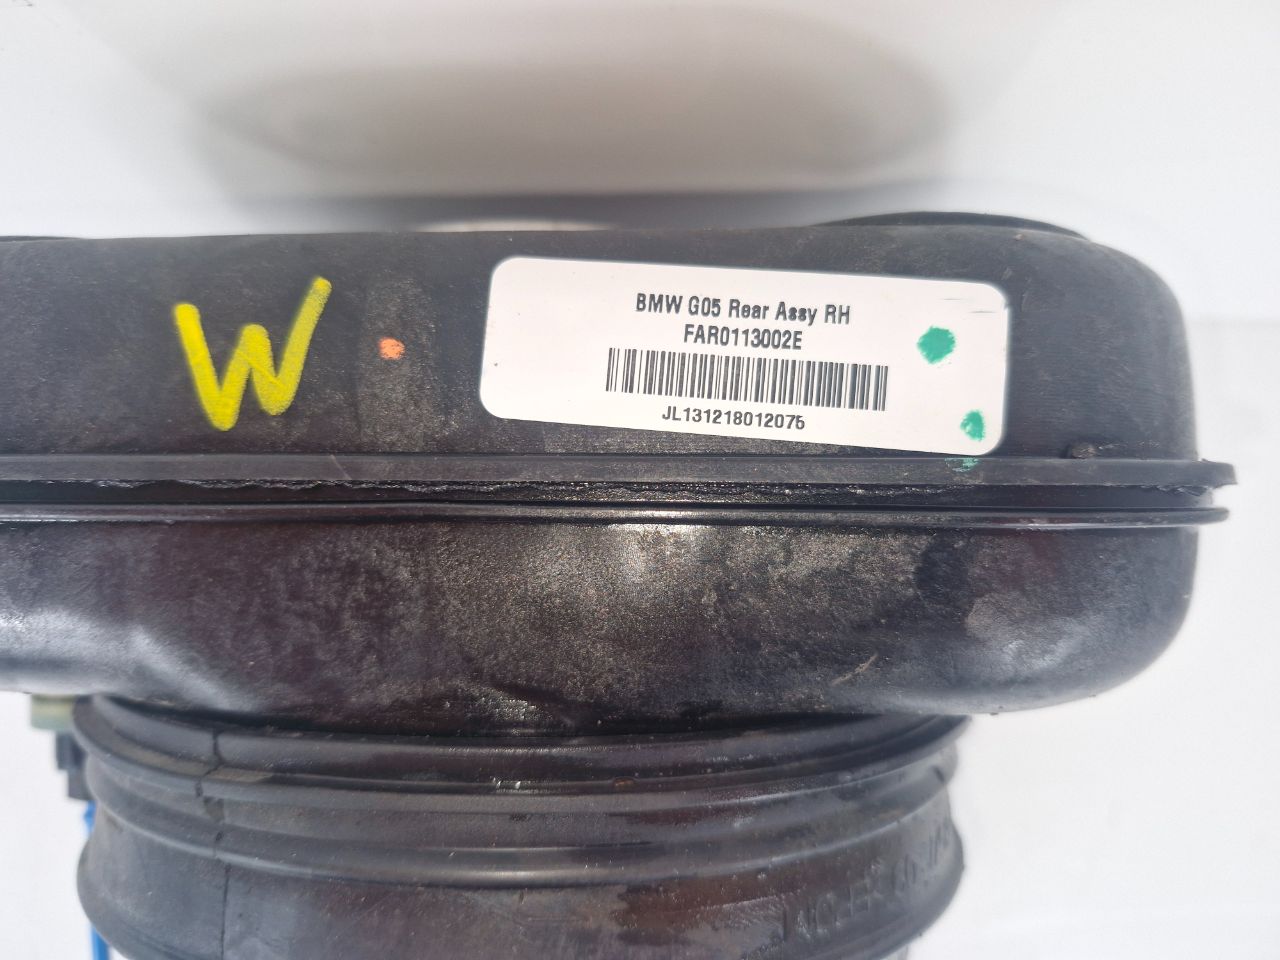 W
BMW G05 Rear Assy RH
FAR0113002E
JL131218012075